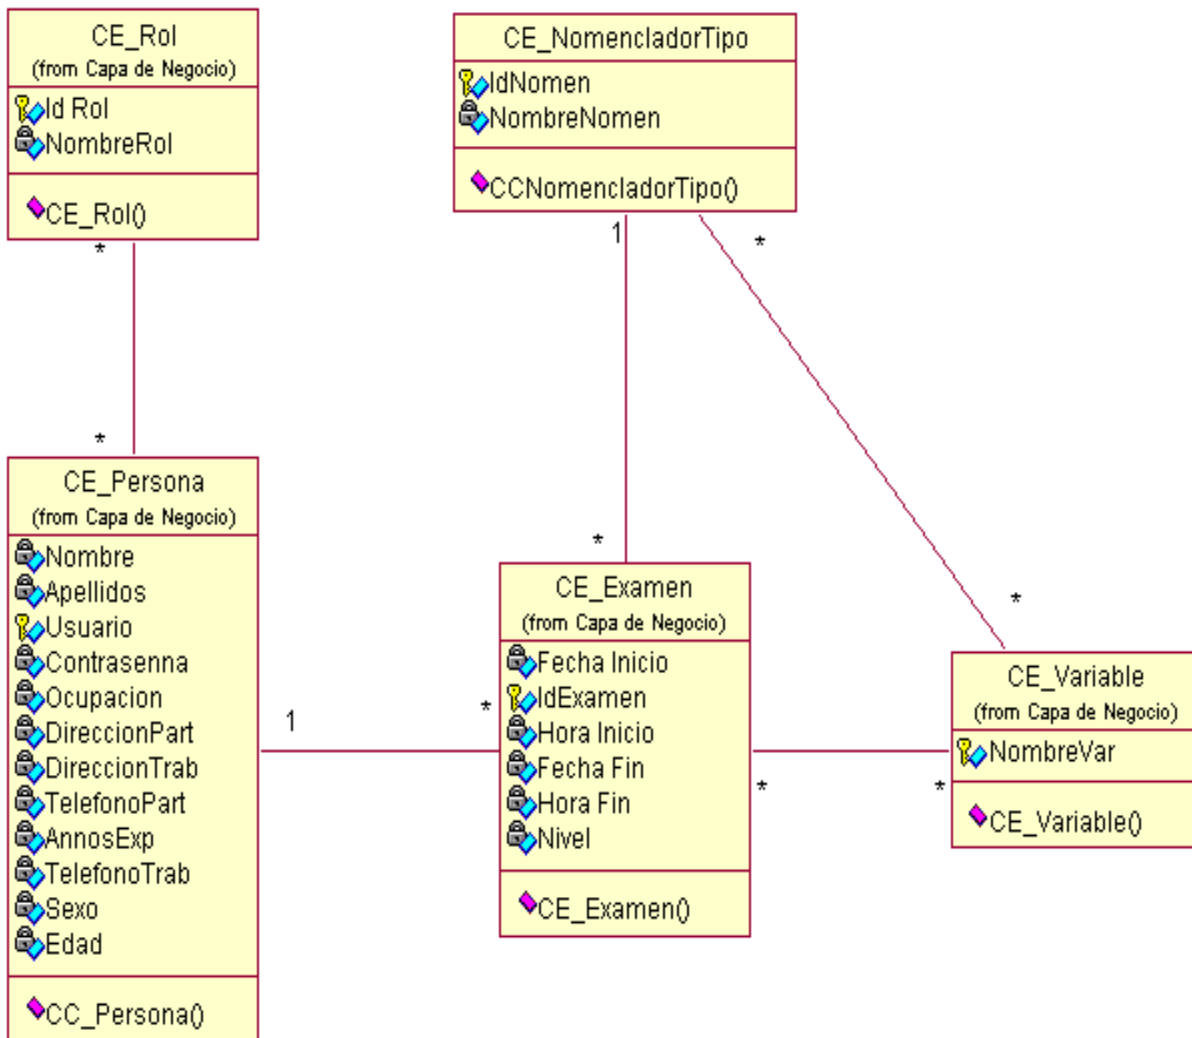 CE_Rol
(from Capa de Negocio)
Id Rol
NombreRol
CE_Rol()
*
*
CE_NomencladorTipo
IdNomen
NombreNomen
CCNomencladorTipo()
1
*
*
*
CE_Persona
(from Capa de Negocio)
Nombre
Apellidos
Usuario
Contrasenna
Ocupacion
DireccionPart
DireccionTrab
TelefonoPart
AnnosExp
TelefonoTrab
Sexo
Edad
CC_Persona()
1
*
CE_Examen
(from Capa de Negocio)
Fecha Inicio
IdExamen
Hora Inicio
Fecha Fin
Hora Fin
Nivel
CE_Examen()
*
*
CE_Variable
(from Capa de Negocio)
NombreVar
CE_Variable()